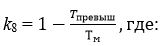 k₈ = 1 − Tпревыш/Tм, где: